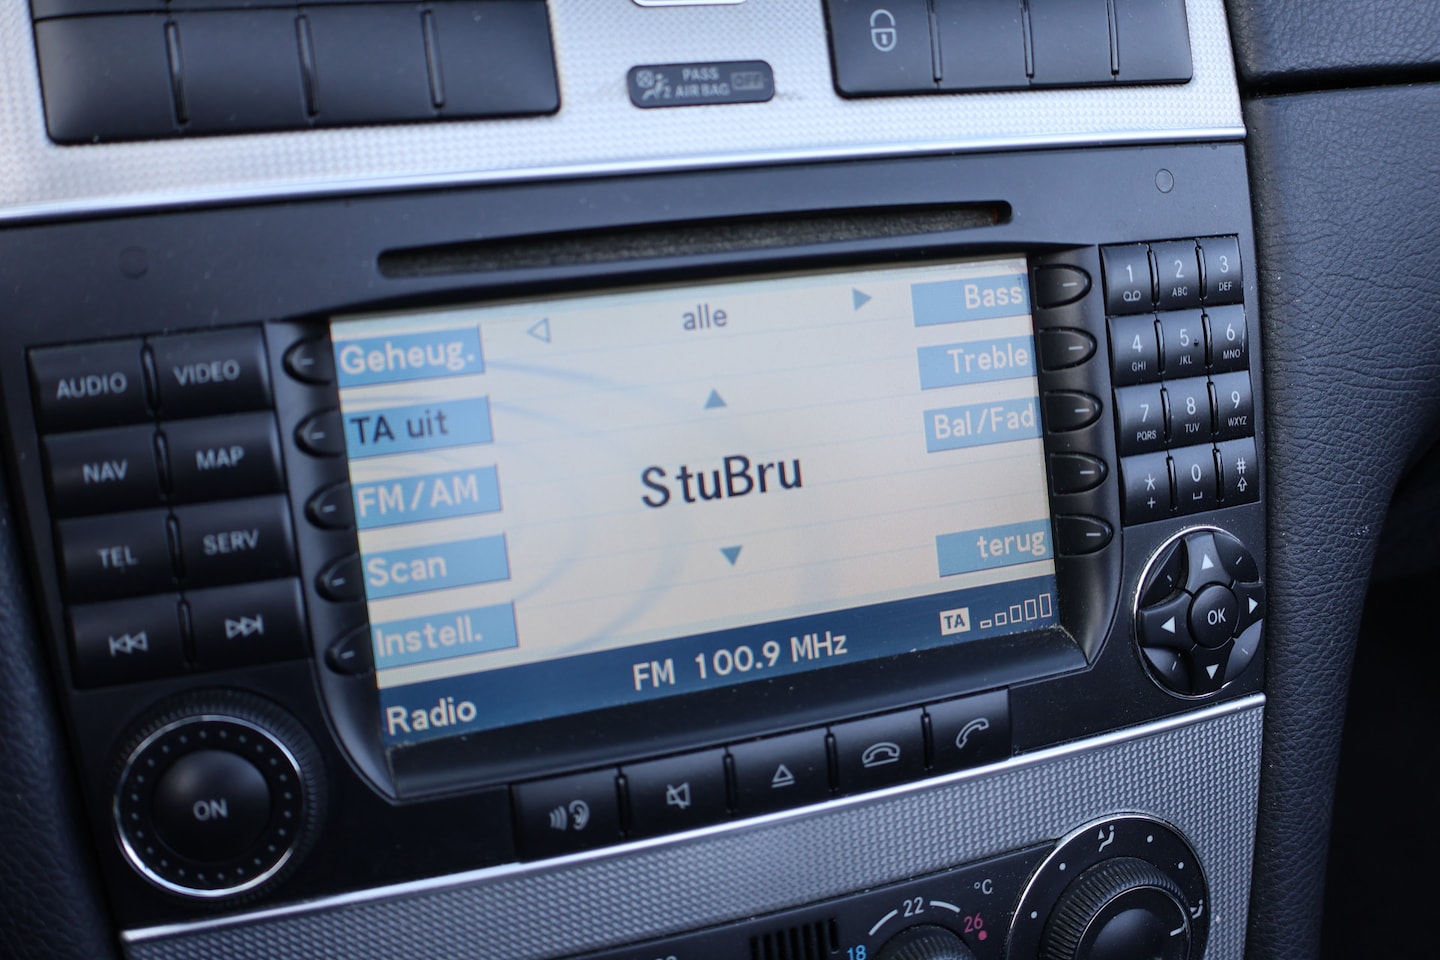 PASS
2 AIR BAG OFF
alle
Bass
Geheug.
Treble
TA uit
Bal/Fad
FM/AM
StuBru
Scan
terug
Instell.
TA
FM 100.9 MHz
Radio
AUDIO VIDEO
NAV MAP
TEL SERV
ON
1 2 3
ABC DEF
4 5 6
GHI JKL MNO
7 8 9
PQRS TUV WXYZ
* 0 #
+
OK
°C
22
18 26